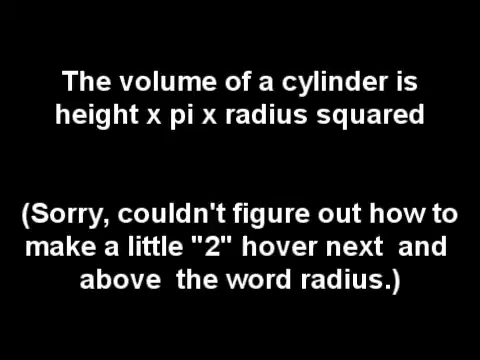 The volume of a cylinder is
height x pi x radius squared
(Sorry, couldn't figure out how to
make a little "2" hover next and
above the word radius.)